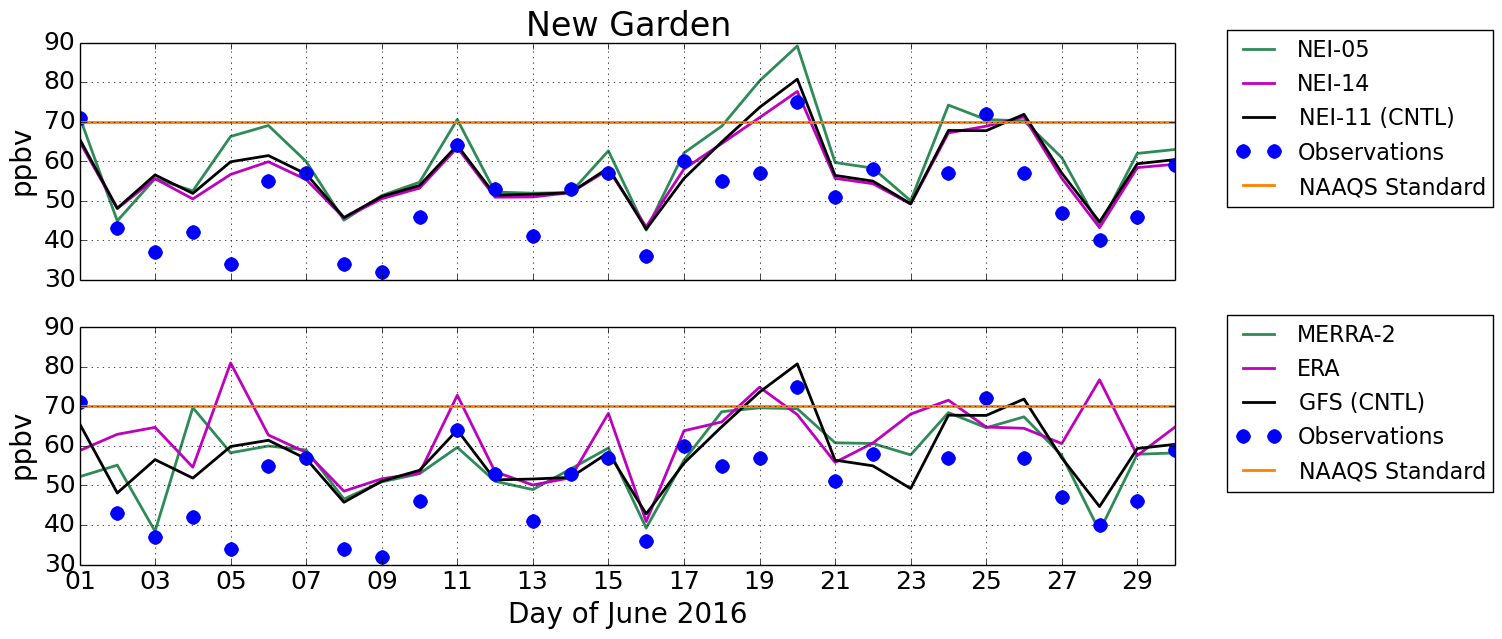 New Garden
90
80
70
60
50
40
30
ppbv
NEI-05
NEI-14
NEI-11 (CNTL)
Observations
NAAQS Standard
90
80
70
60
50
40
30
ppbv
01 03 05 07 09 11 13 15 17 19 21 23 25 27 29
Day of June 2016
MERRA-2
ERA
GFS (CNTL)
Observations
NAAQS Standard